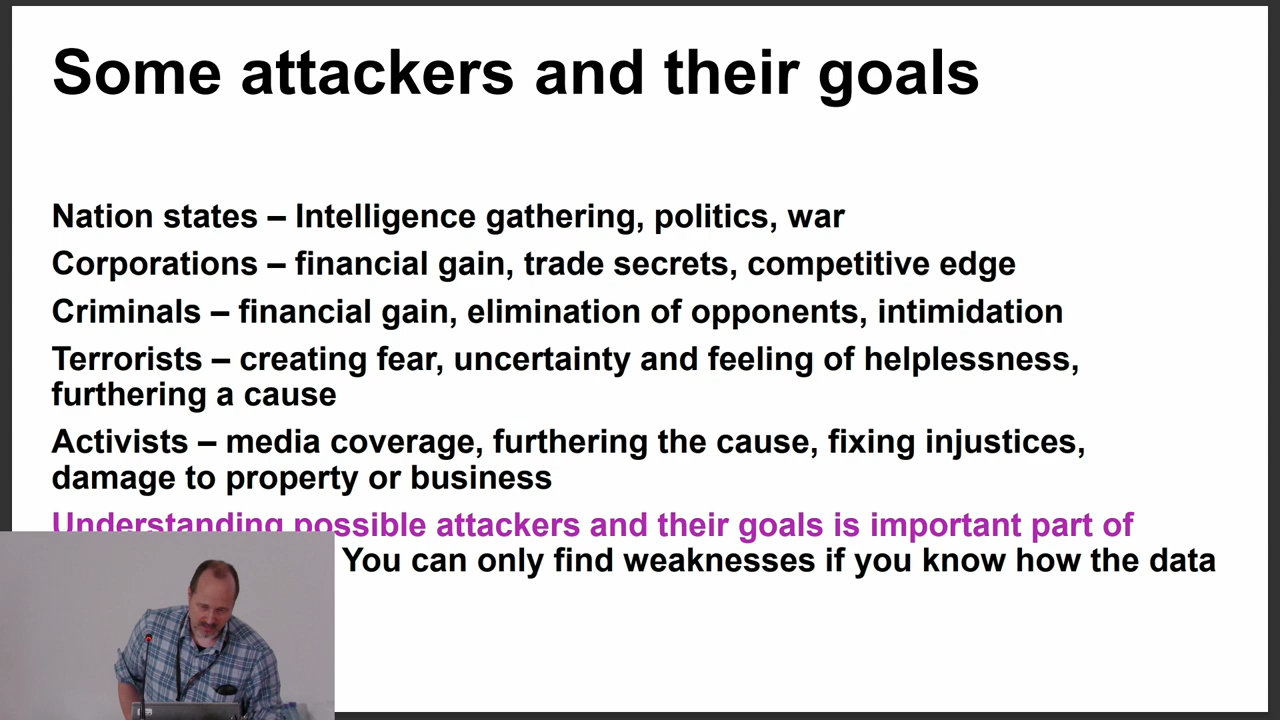 Some attackers and their goals
Nation states – Intelligence gathering, politics, war
Corporations – financial gain, trade secrets, competitive edge
Criminals – financial gain, elimination of opponents, intimidation
Terrorists – creating fear, uncertainty and feeling of helplessness,
furthering a cause
Activists – media coverage, furthering the cause, fixing injustices,
damage to property or business
Understanding possible attackers and their goals is important part of
You can only find weaknesses if you know how the data